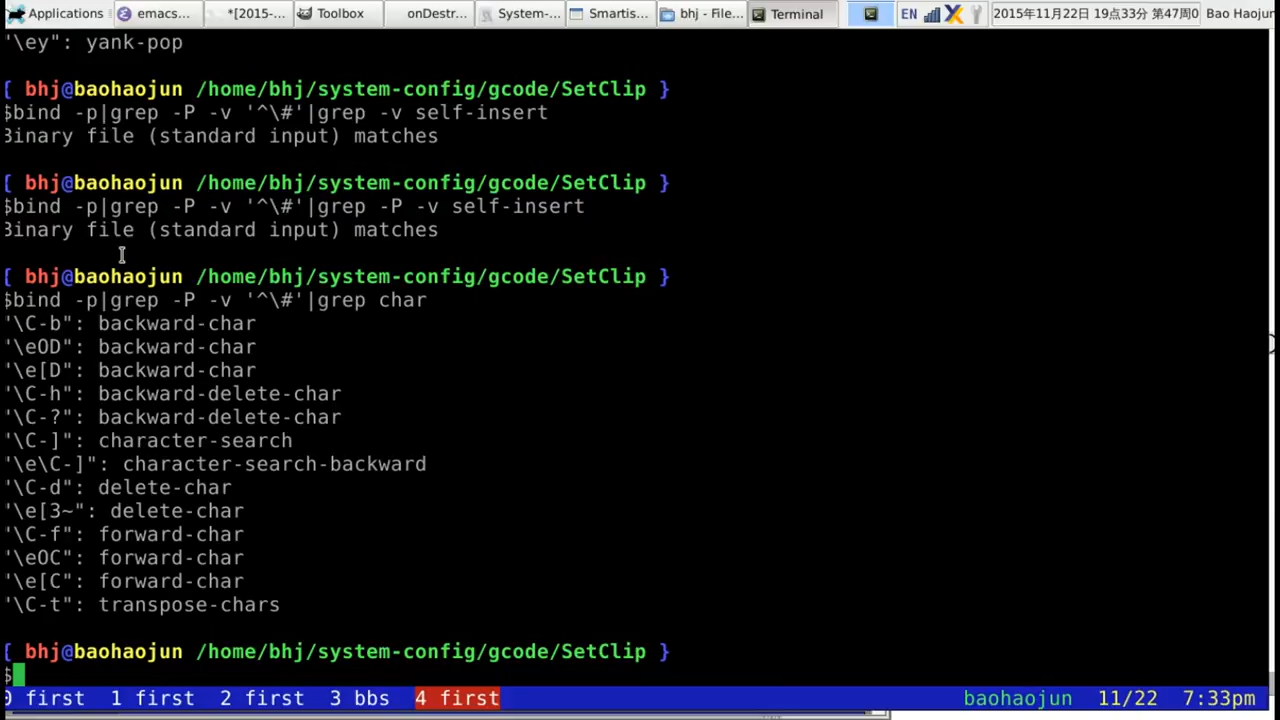 Applications emacs... *[2015-... Toolbox onDestr... System-... Smartis... bhj - File... Terminal EN 2015年11月22日 19点33分 第47周0 Bao Haojun
"\ey": yank-pop
[ bhj@baohaojun /home/bhj/system-config/gcode/SetClip }
$bind -p|grep -P -v '^\#'|grep -v self-insert
Binary file (standard input) matches
[ bhj@baohaojun /home/bhj/system-config/gcode/SetClip }
$bind -p|grep -P -v '^\#'|grep -P -v self-insert
Binary file (standard input) matches
[ bhj@baohaojun /home/bhj/system-config/gcode/SetClip }
$bind -p|grep -P -v '^\#'|grep char
"\C-b": backward-char
"\eOD": backward-char
"\e[D": backward-char
"\C-h": backward-delete-char
"\C-?": backward-delete-char
"\C-]": character-search
"\e\C-]": character-search-backward
"\C-d": delete-char
"\e[3~": delete-char
"\C-f": forward-char
"\eOC": forward-char
"\e[C": forward-char
"\C-t": transpose-chars
[ bhj@baohaojun /home/bhj/system-config/gcode/SetClip }
$
0 first 1 first 2 first 3 bbs 4 first baohaojun 11/22 7:33pm